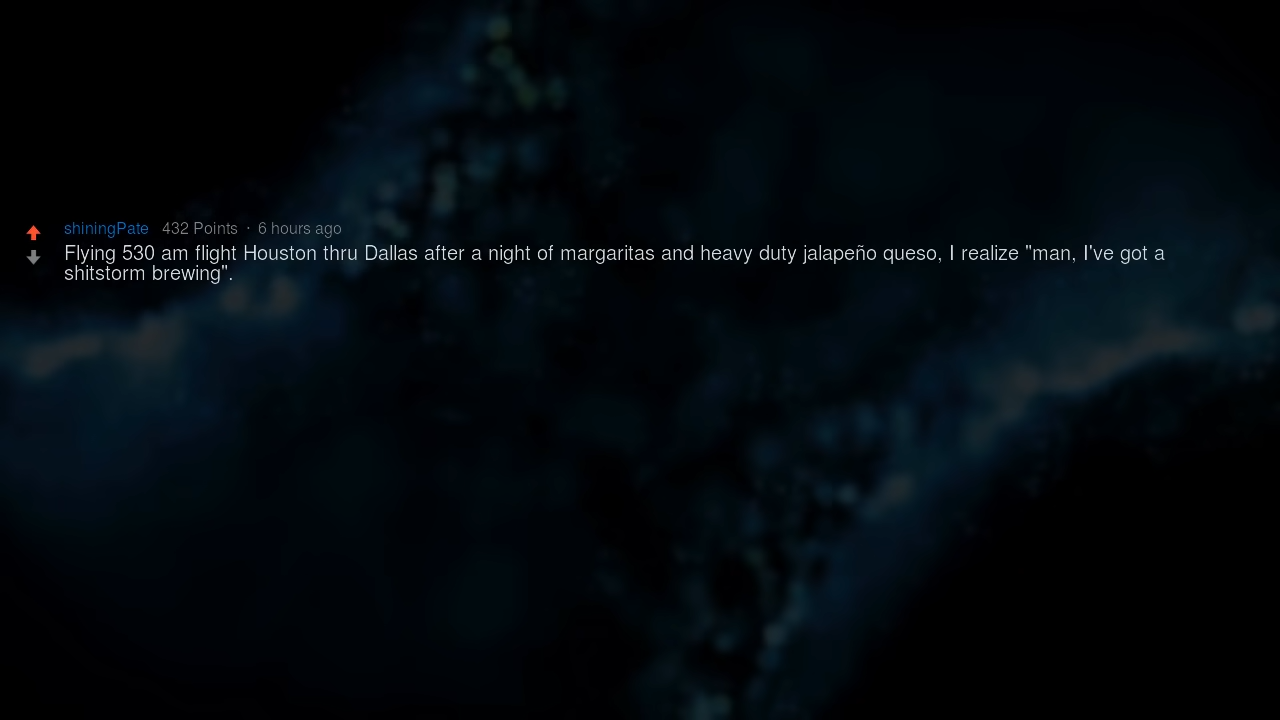 shiningPate 432 Points · 6 hours ago
Flying 530 am flight Houston thru Dallas after a night of margaritas and heavy duty jalapeño queso, I realize "man, I've got a
shitstorm brewing".